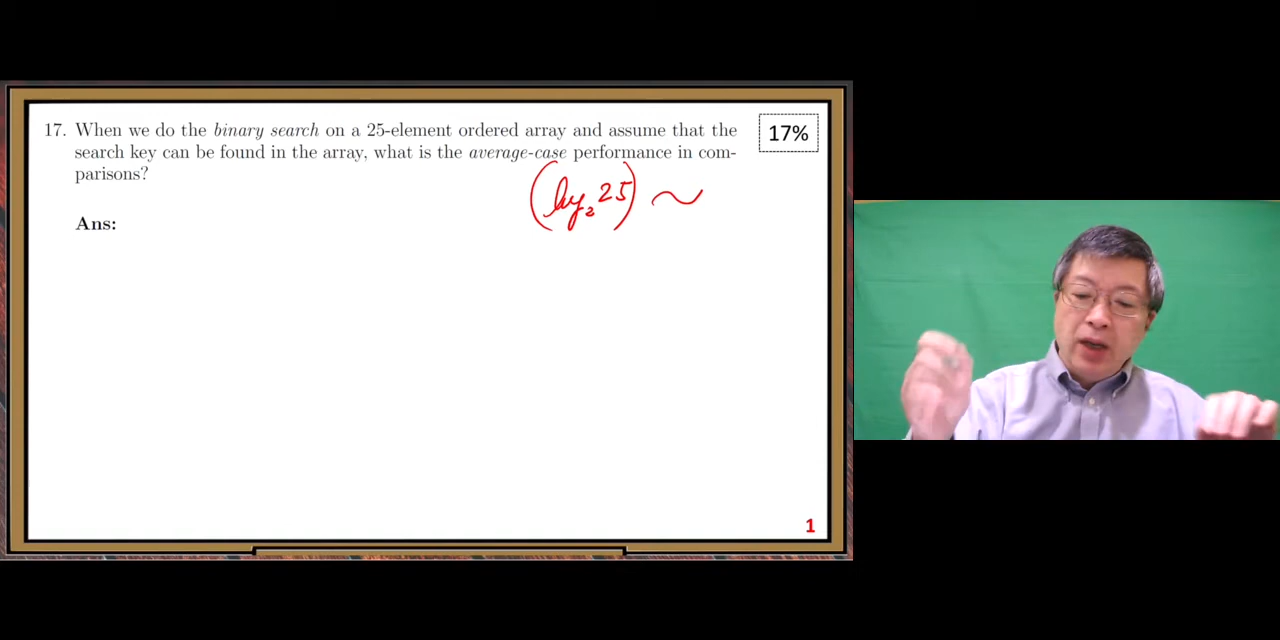 17. When we do the binary search on a 25-element ordered array and assume that the
search key can be found in the array, what is the average-case performance in com-
parisons?
17%
(log₂ 25) ~
Ans:
1